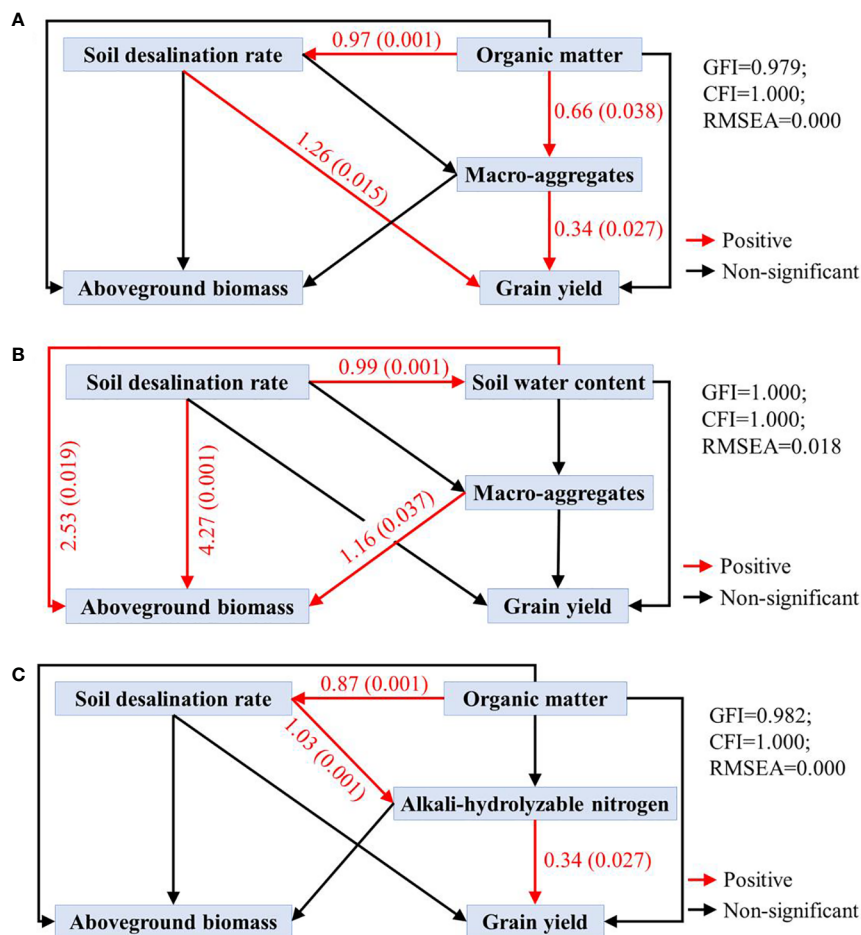 A
Soil desalination rate
0.97 (0.001)
Organic matter
GFI=0.979;
CFI=1.000;
RMSEA=0.000
0.66 (0.038)
1.26 (0.015)
Macro-aggregates
0.34 (0.027)
Positive
Non-significant
Aboveground biomass
Grain yield
B
Soil desalination rate
0.99 (0.001)
Soil water content
GFI=1.000;
CFI=1.000;
RMSEA=0.018
2.53 (0.019)
4.27 (0.001)
Macro-aggregates
1.16 (0.037)
Positive
Non-significant
Aboveground biomass
Grain yield
C
Soil desalination rate
0.87 (0.001)
Organic matter
GFI=0.982;
CFI=1.000;
RMSEA=0.000
1.03 (0.001)
Alkali-hydrolyzable nitrogen
0.34 (0.027)
Positive
Non-significant
Aboveground biomass
Grain yield